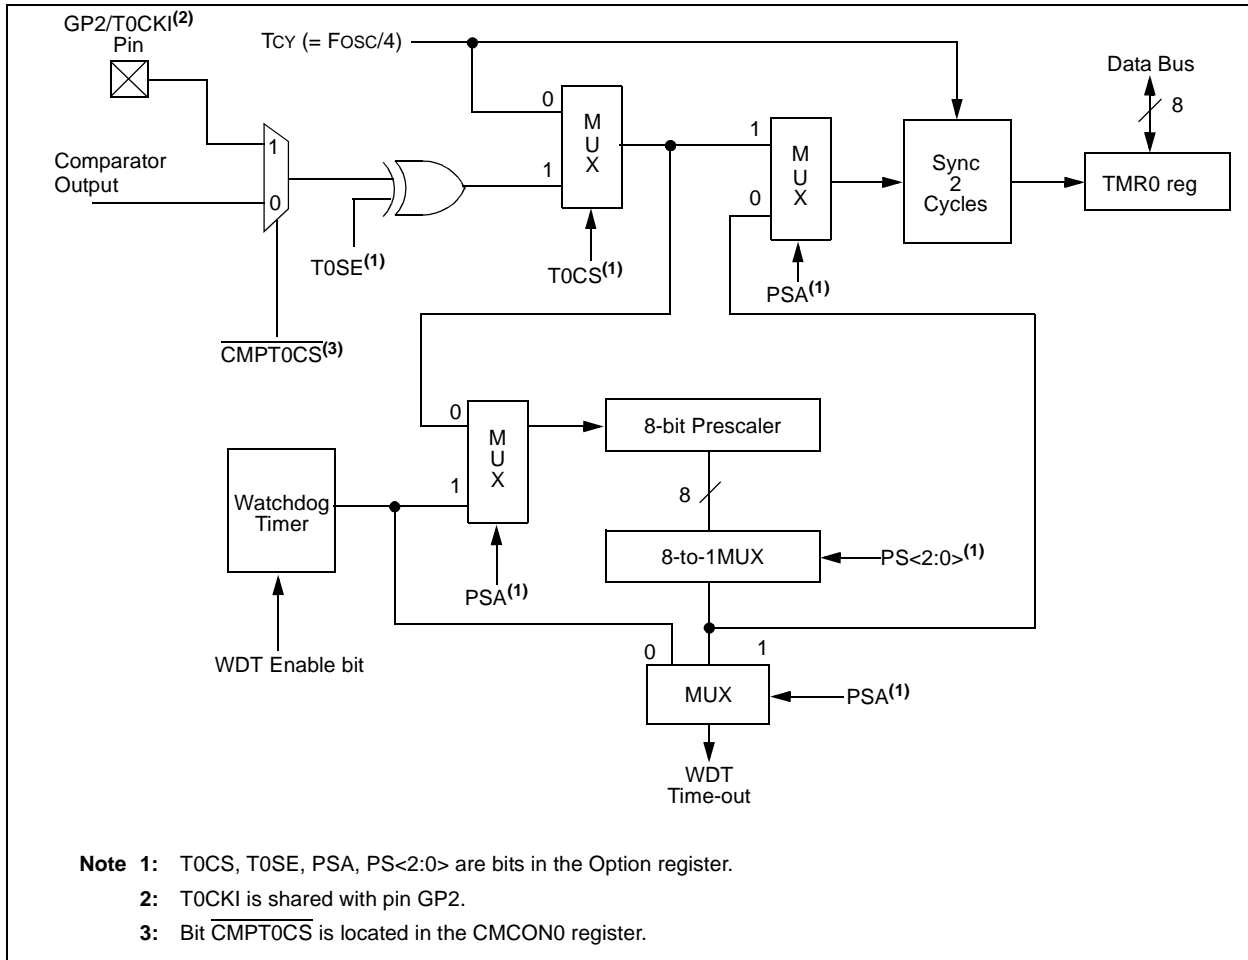 GP2/T0CKI(2)
Pin
TCY (= FOSC/4)
Data Bus
8
0
M
U
X
1
1
M
U
X
0
1
0
Comparator
Output
Sync
2
Cycles
TMR0 reg
T0SE(1)
T0CS(1)
PSA(1)
CMPT0CS(3)
0
M
U
X
1
8-bit Prescaler
Watchdog
Timer
8
8-to-1MUX
PS<2:0>(1)
PSA(1)
WDT Enable bit
0
1
MUX
PSA(1)
WDT
Time-out
Note 1: T0CS, T0SE, PSA, PS<2:0> are bits in the Option register.
2: T0CKI is shared with pin GP2.
3: Bit CMPT0CS is located in the CMCON0 register.